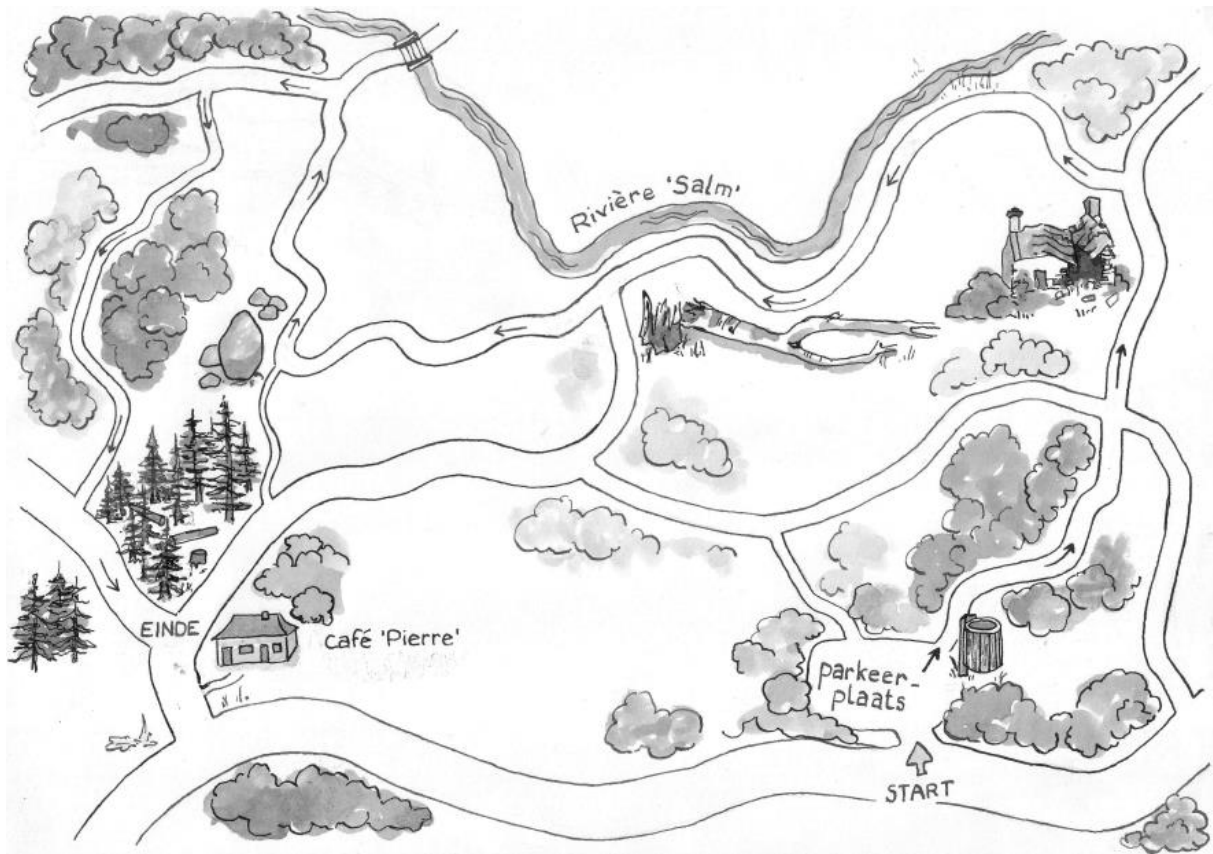 Rivière 'Salm'
EINDE
café 'Pierre'
parkeer-
plaats
START